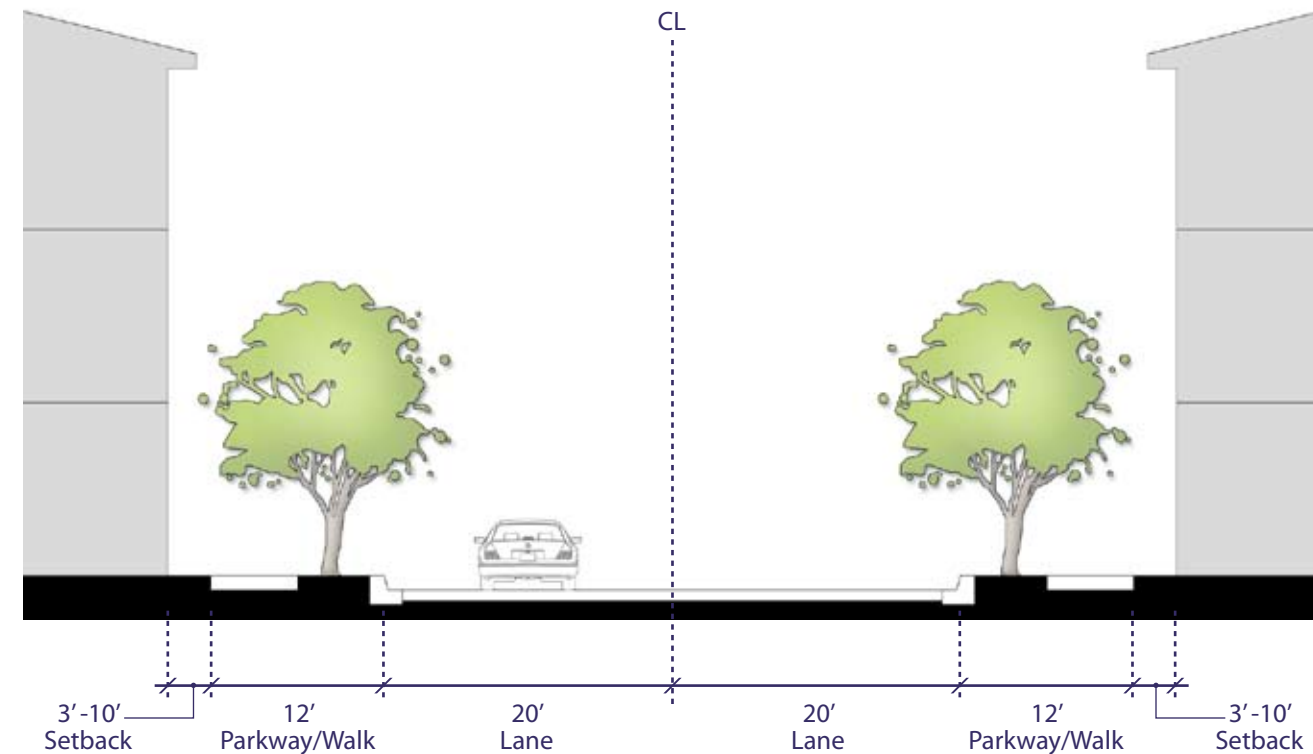 CL
3’-10’
Setback
12’
Parkway/Walk
20’
Lane
20’
Lane
12’
Parkway/Walk
3’-10’
Setback